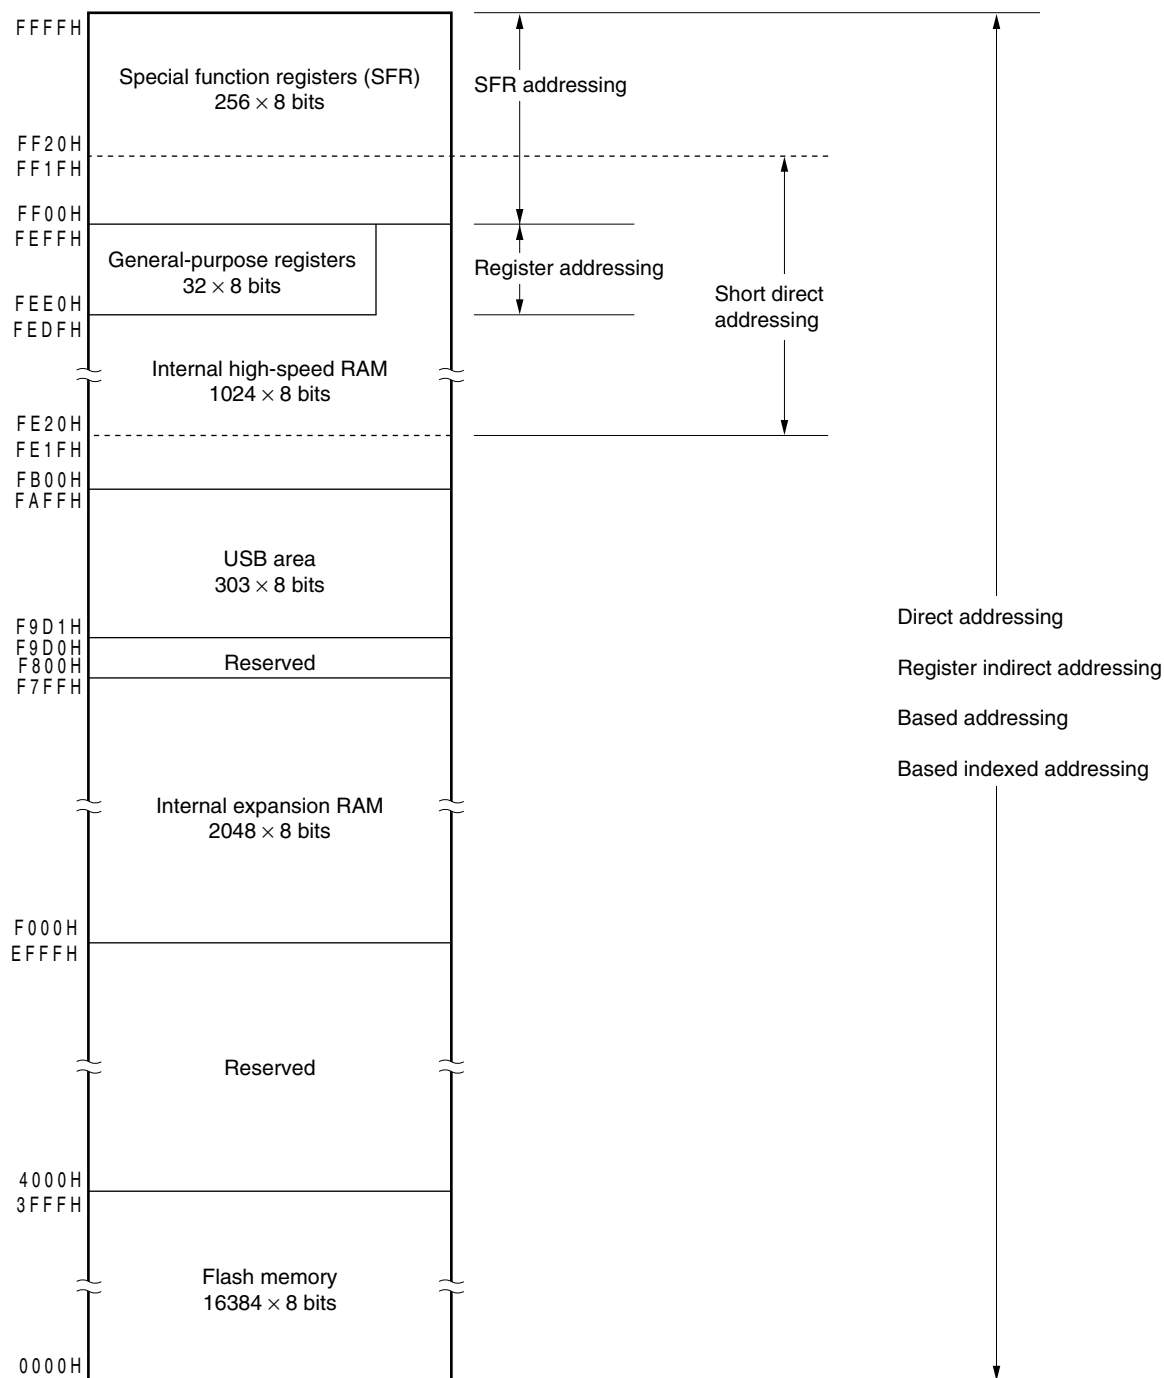 FFFFH
Special function registers (SFR)
256 × 8 bits
SFR addressing
FF20H
FF1FH
FF00H
FEFFH
General-purpose registers
32 × 8 bits
Register addressing
FEE0H
FEDFH
Short direct
addressing
Internal high-speed RAM
1024 × 8 bits
FE20H
FE1FH
FB00H
FAFFH
USB area
303 × 8 bits
F9D1H
F9D0H
Reserved
F800H
F7FFH
Direct addressing
Register indirect addressing
Based addressing
Based indexed addressing
Internal expansion RAM
2048 × 8 bits
F000H
EFFFH
Reserved
4000H
3FFFH
Flash memory
16384 × 8 bits
0000H